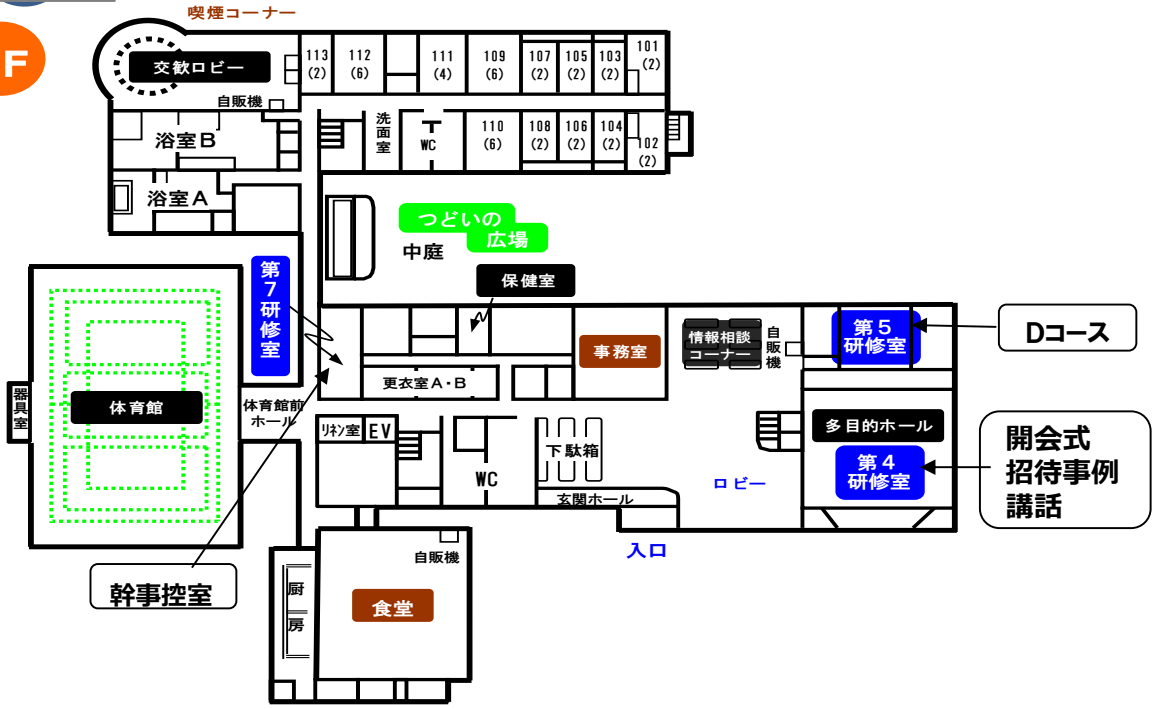 喫煙コーナー
F
交歓ロビー
自販機
113
(2)
112
(6)
111
(4)
109
(6)
107
(2)
105
(2)
103
(2)
101
(2)
浴室B
洗面室
WC
110
(6)
108
(2)
106
(2)
104
(2)
102
(2)
浴室A
つどいの
広場
中庭
保健室
第7研修室
事務室
情報相談
コーナー
自販機
第5
研修室
Dコース
更衣室A・B
器具室
体育館
体育館前
ホール
リネン室
EV
WC
下駄箱
玄関ホール
ロビー
多目的ホール
第4
研修室
開会式
招待事例
講話
入口
幹事控室
自販機
厨房
食堂